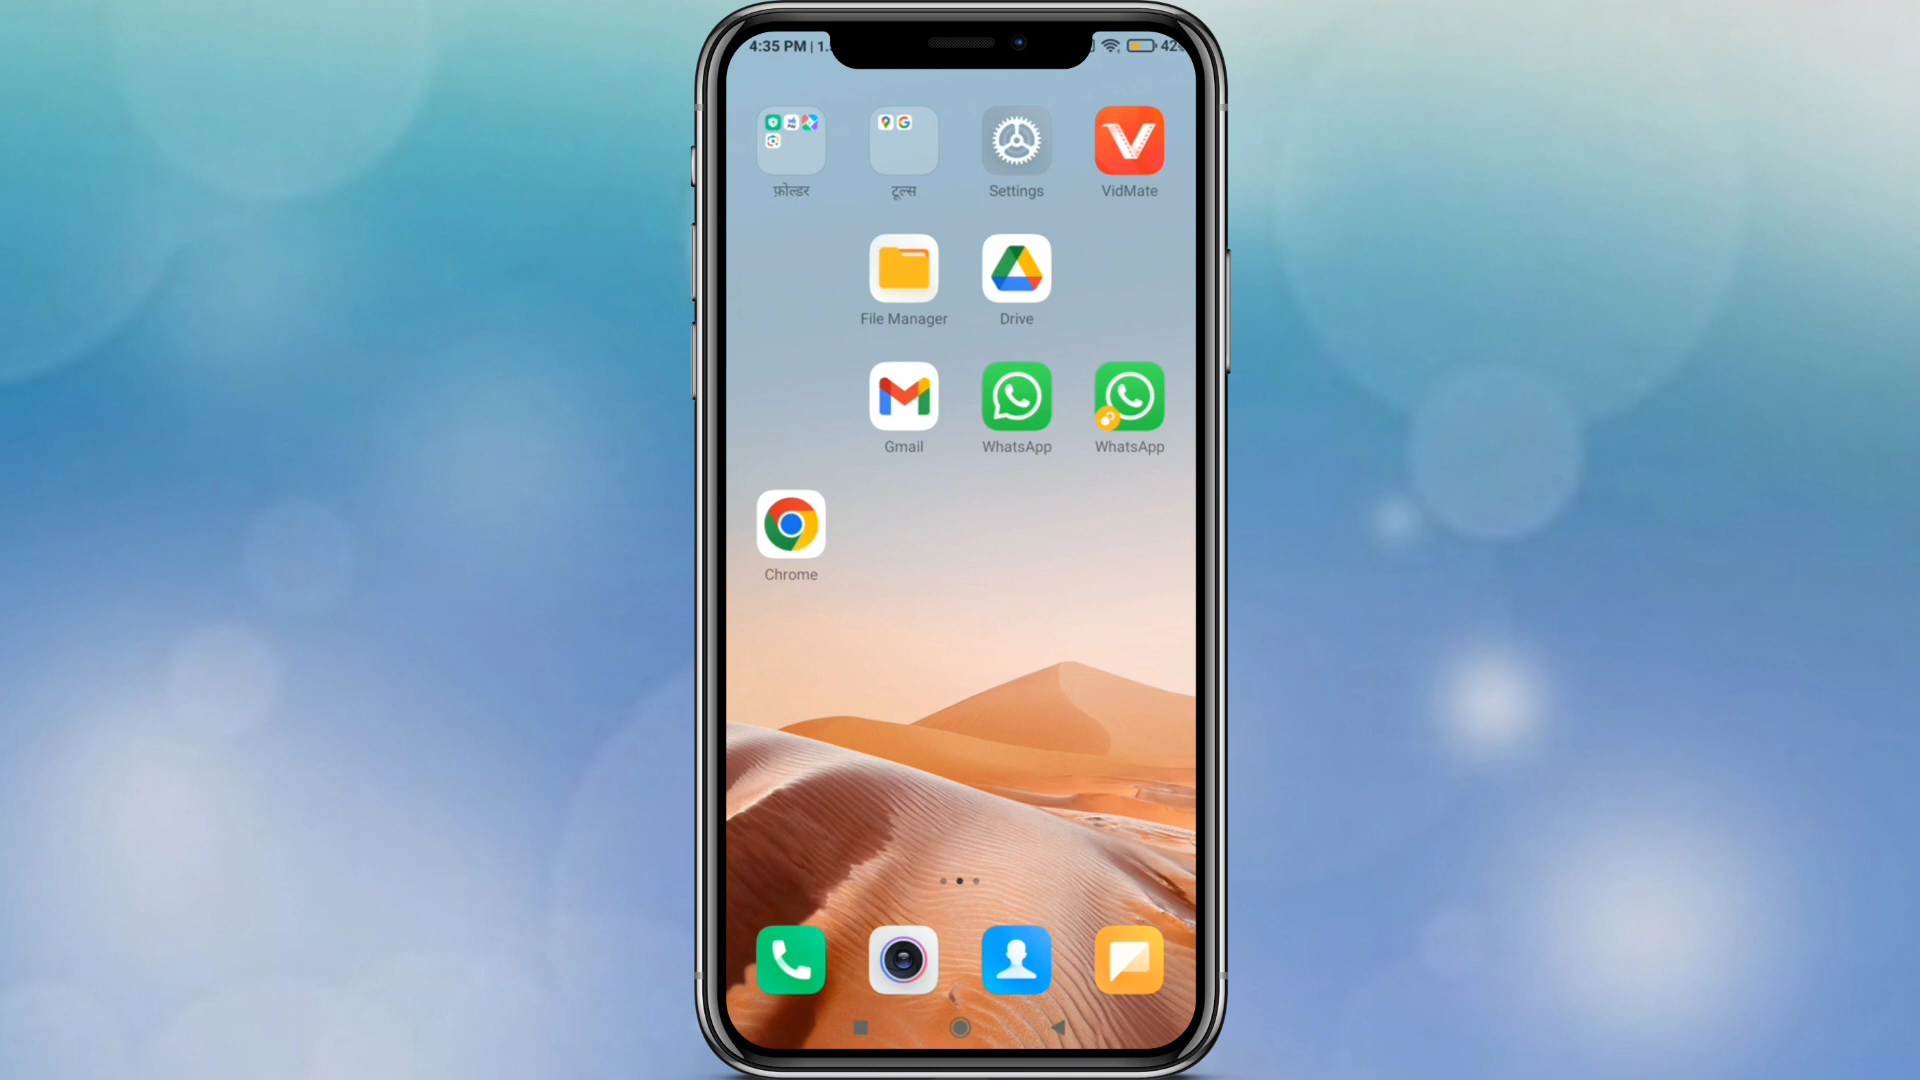 4:35 PM | 1.
42
फ़ोल्डर
टूल्स
Settings
VidMate
File Manager
Drive
Gmail
WhatsApp
WhatsApp
Chrome